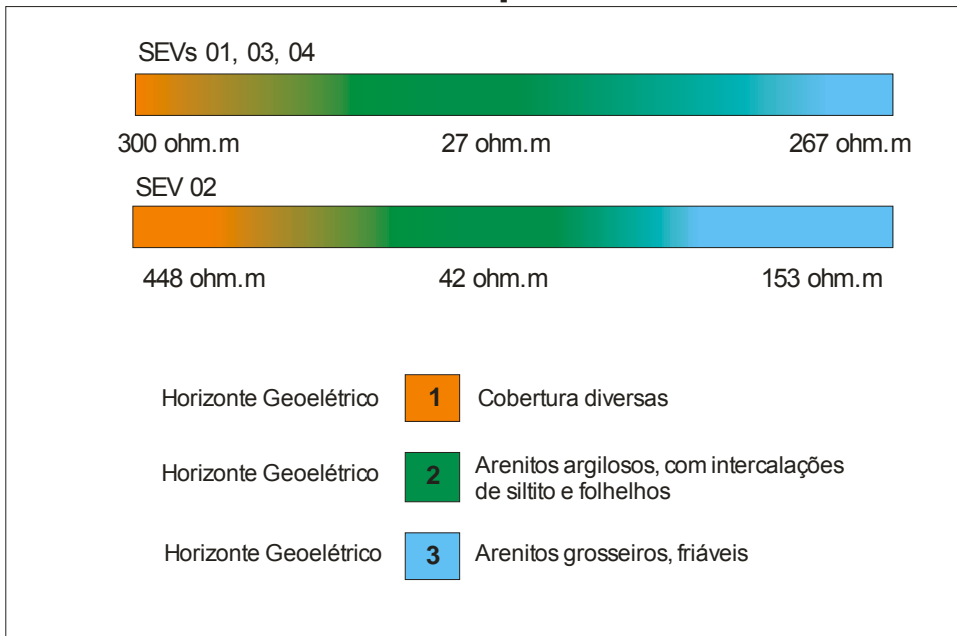 SEVs 01, 03, 04
300 ohm.m 27 ohm.m 267 ohm.m
SEV 02
448 ohm.m 42 ohm.m 153 ohm.m
Horizonte Geoelétrico 1 Cobertura diversas
Horizonte Geoelétrico 2 Arenitos argilosos, com intercalações
de siltito e folhelhos
Horizonte Geoelétrico 3 Arenitos grosseiros, friáveis